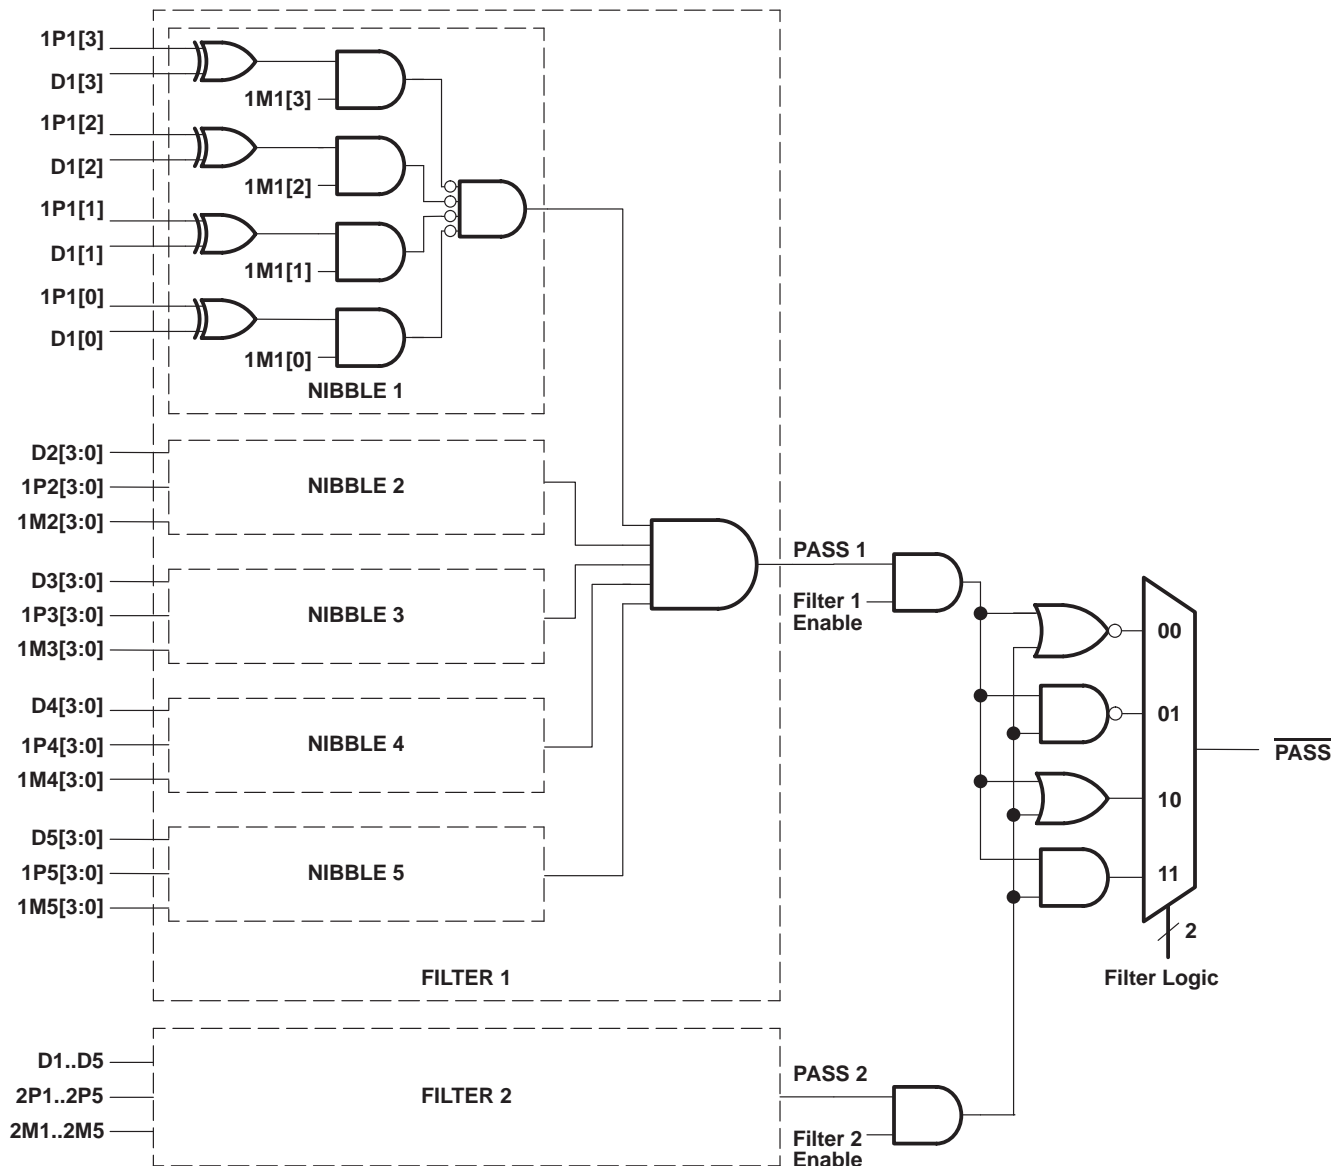 1P1[3]
D1[3]
1M1[3]
1P1[2]
D1[2]
1M1[2]
1P1[1]
D1[1]
1M1[1]
1P1[0]
D1[0]
1M1[0]
NIBBLE 1
D2[3:0]
1P2[3:0]
1M2[3:0]
NIBBLE 2
D3[3:0]
1P3[3:0]
1M3[3:0]
NIBBLE 3
D4[3:0]
1P4[3:0]
1M4[3:0]
NIBBLE 4
D5[3:0]
1P5[3:0]
1M5[3:0]
NIBBLE 5
FILTER 1
PASS 1
Filter 1
Enable
00
01
10
11
PASS
2
Filter Logic
D1..D5
2P1..2P5
2M1..2M5
FILTER 2
PASS 2
Filter 2
Enable